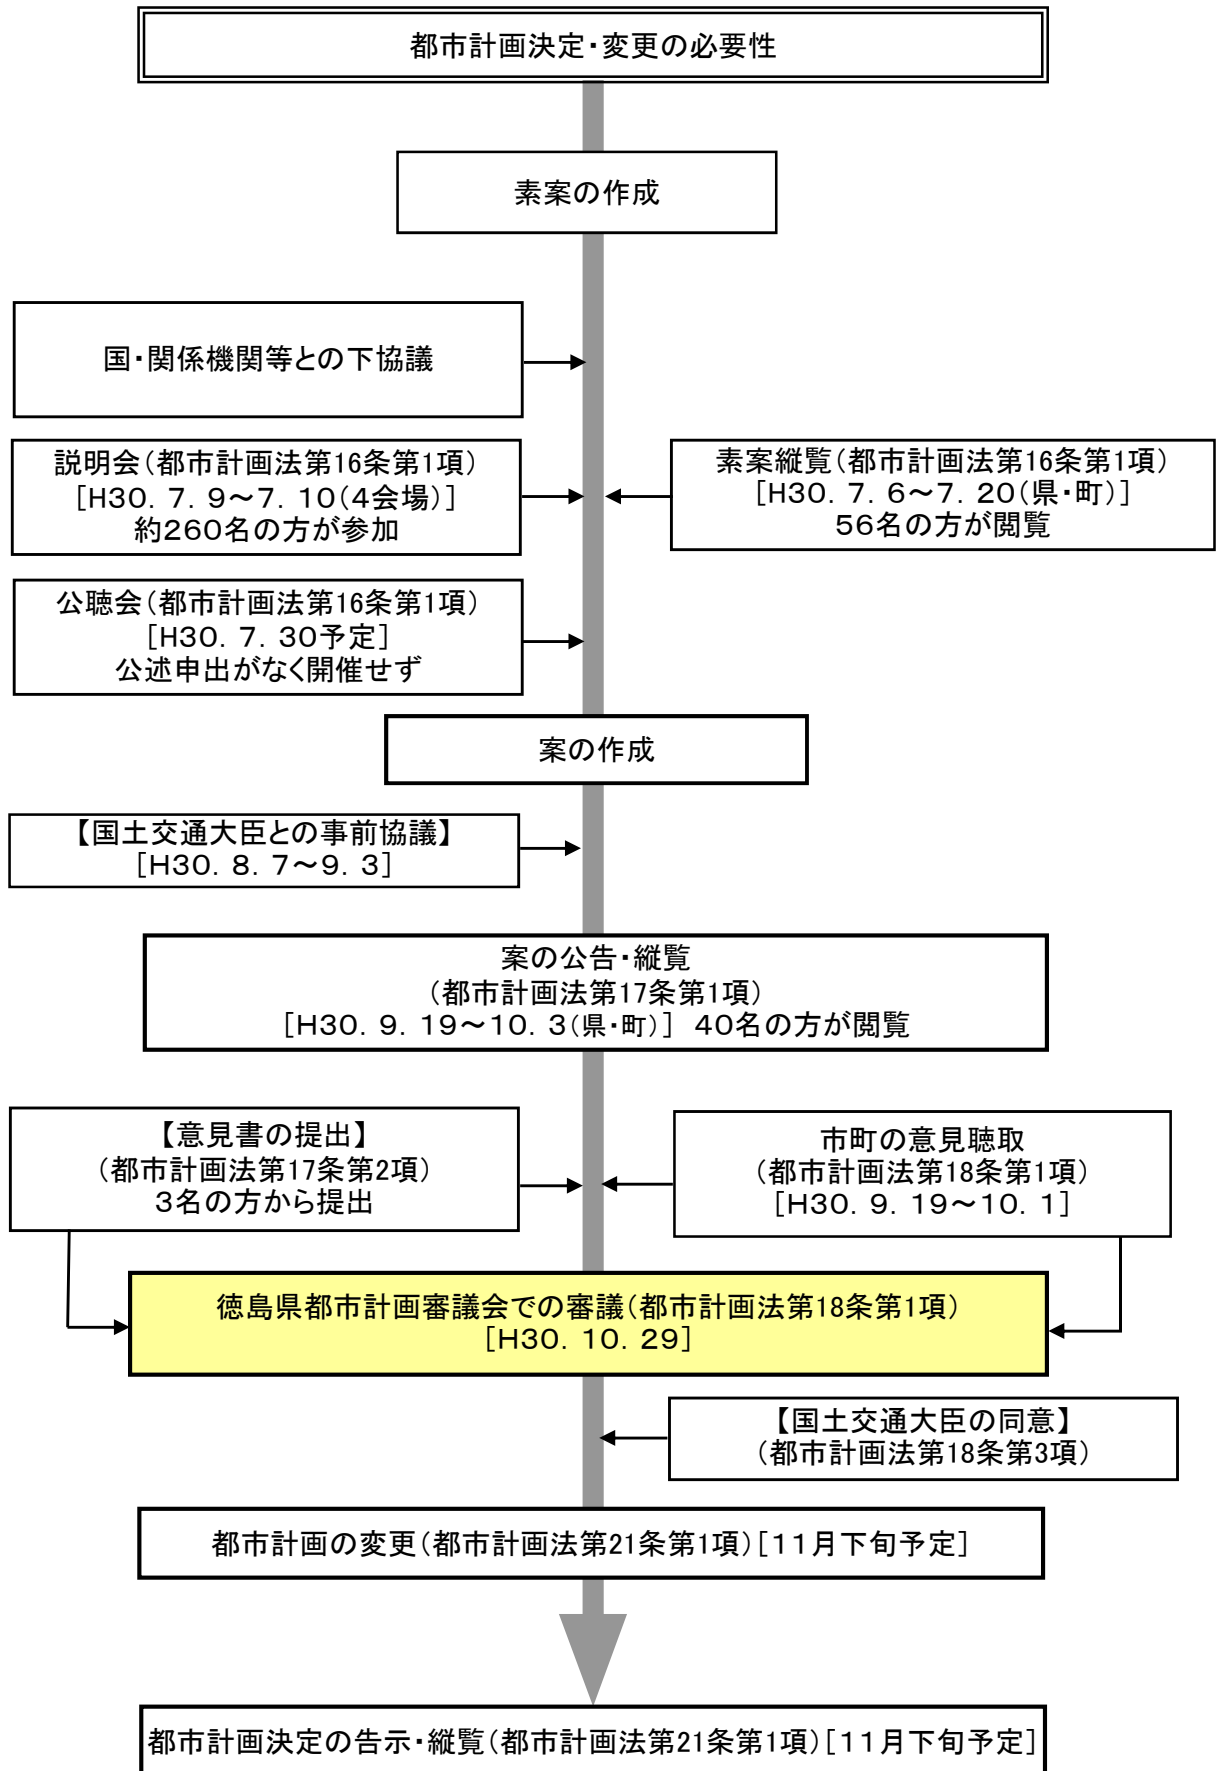 都市計画決定・変更の必要性
素案の作成
国・関係機関等との下協議
説明会（都市計画法第16条第1項）
［H30．7．9～7．10（4会場）］
約260名の方が参加
素案縦覧（都市計画法第16条第1項）
［H30．7．6～7．20（県・町）］
56名の方が閲覧
公聴会（都市計画法第16条第1項）
［H30．7．30予定］
公述申出がなく開催せず
案の作成
【国土交通大臣との事前協議】
［H30．8．7～9．3］
案の公告・縦覧
（都市計画法第17条第1項）
［H30．9．19～10．3（県・町）］ 40名の方が閲覧
【意見書の提出】
（都市計画法第17条第2項）
3名の方から提出
市町の意見聴取
（都市計画法第18条第1項）
［H30．9．19～10．1］
徳島県都市計画審議会での審議（都市計画法第18条第1項）
［H30．10．29］
【国土交通大臣の同意】
（都市計画法第18条第3項）
都市計画の変更（都市計画法第21条第1項）［11月下旬予定］
都市計画決定の告示・縦覧（都市計画法第21条第1項）［11月下旬予定］